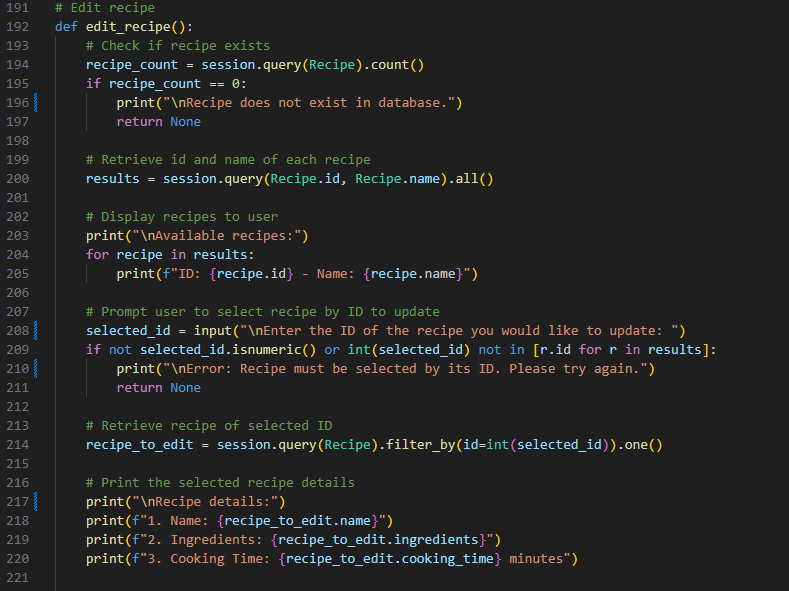 191 # Edit recipe
192 def edit_recipe():
193     # Check if recipe exists
194     recipe_count = session.query(Recipe).count()
195     if recipe_count == 0:
196         print("\nRecipe does not exist in database.")
197         return None
198
199     # Retrieve id and name of each recipe
200     results = session.query(Recipe.id, Recipe.name).all()
201
202     # Display recipes to user
203     print("\nAvailable recipes:")
204     for recipe in results:
205         print(f"ID: {recipe.id} - Name: {recipe.name}")
206
207     # Prompt user to select recipe by ID to update
208     selected_id = input("\nEnter the ID of the recipe you would like to update: ")
209     if not selected_id.isnumeric() or int(selected_id) not in [r.id for r in results]:
210         print("\nError: Recipe must be selected by its ID. Please try again.")
211         return None
212
213     # Retrieve recipe of selected ID
214     recipe_to_edit = session.query(Recipe).filter_by(id=int(selected_id)).one()
215
216     # Print the selected recipe details
217     print("\nRecipe details:")
218     print(f"1. Name: {recipe_to_edit.name}")
219     print(f"2. Ingredients: {recipe_to_edit.ingredients}")
220     print(f"3. Cooking Time: {recipe_to_edit.cooking_time} minutes")
221